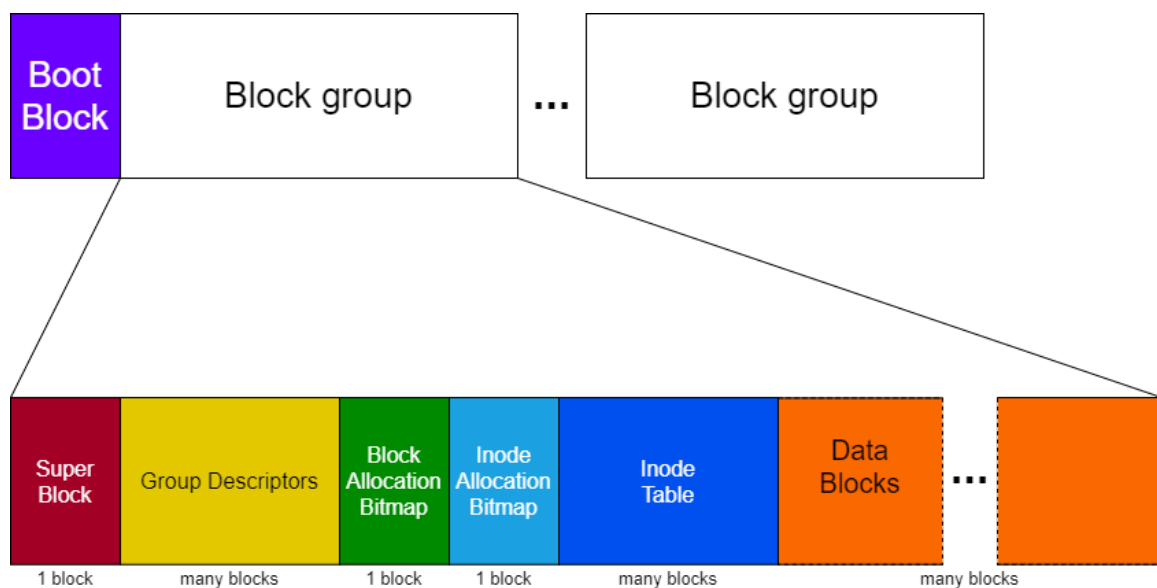 Boot
Block
Block group
...
Block group
Super
Block
Group Descriptors
Block
Allocation
Bitmap
Inode
Allocation
Bitmap
Inode
Table
Data
Blocks
...
1 block
many blocks
1 block
1 block
many blocks
many blocks